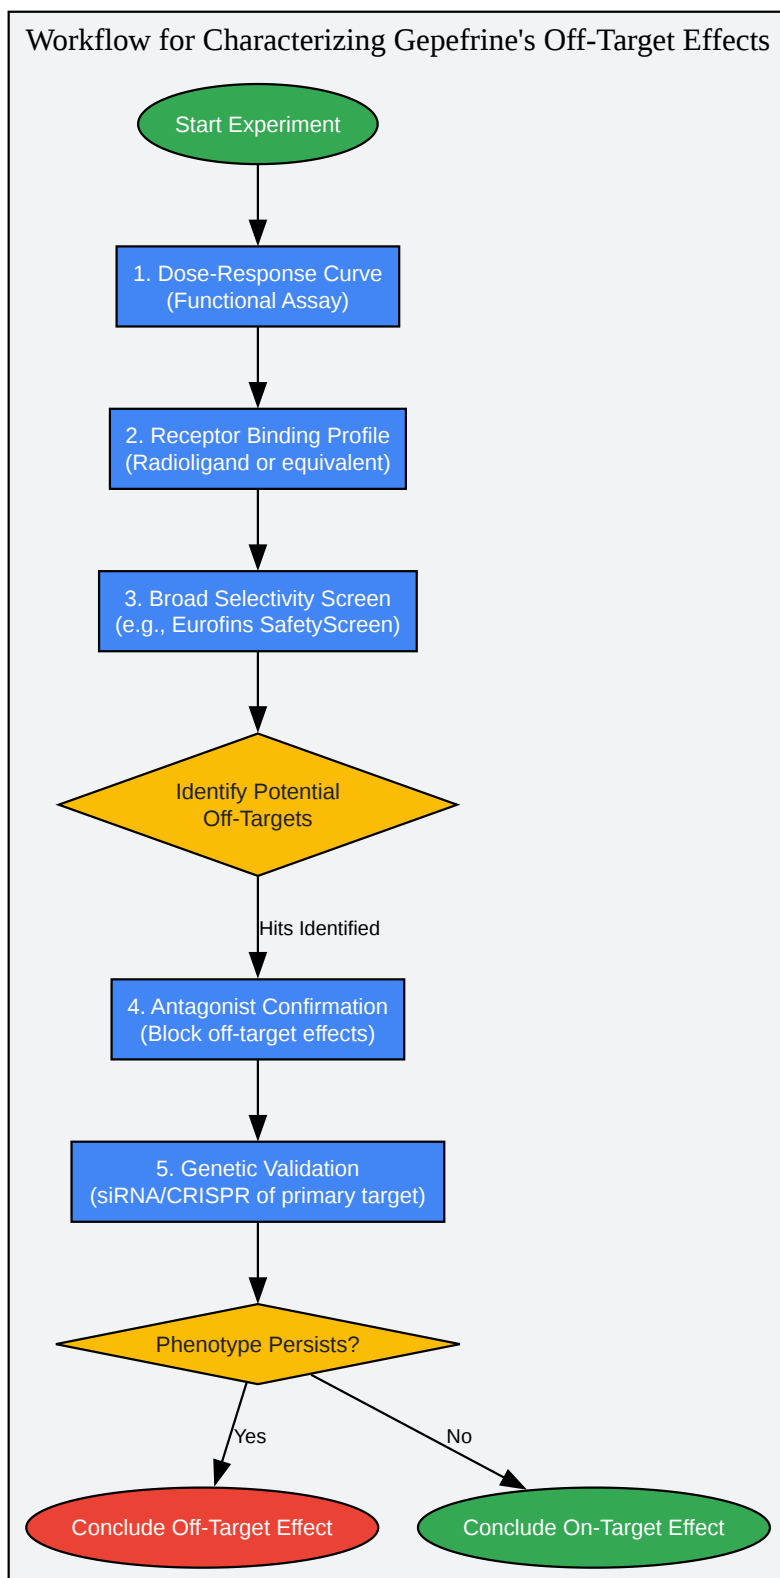 Workflow for Characterizing Gepefrine's Off-Target Effects
Start Experiment
1. Dose-Response Curve
(Functional Assay)
2. Receptor Binding Profile
(Radioligand or equivalent)
3. Broad Selectivity Screen
(e.g., Eurofins SafetyScreen)
Identify Potential
Off-Targets
Hits Identified
4. Antagonist Confirmation
(Block off-target effects)
5. Genetic Validation
(siRNA/CRISPR of primary target)
Phenotype Persists?
Yes
No
Conclude Off-Target Effect
Conclude On-Target Effect